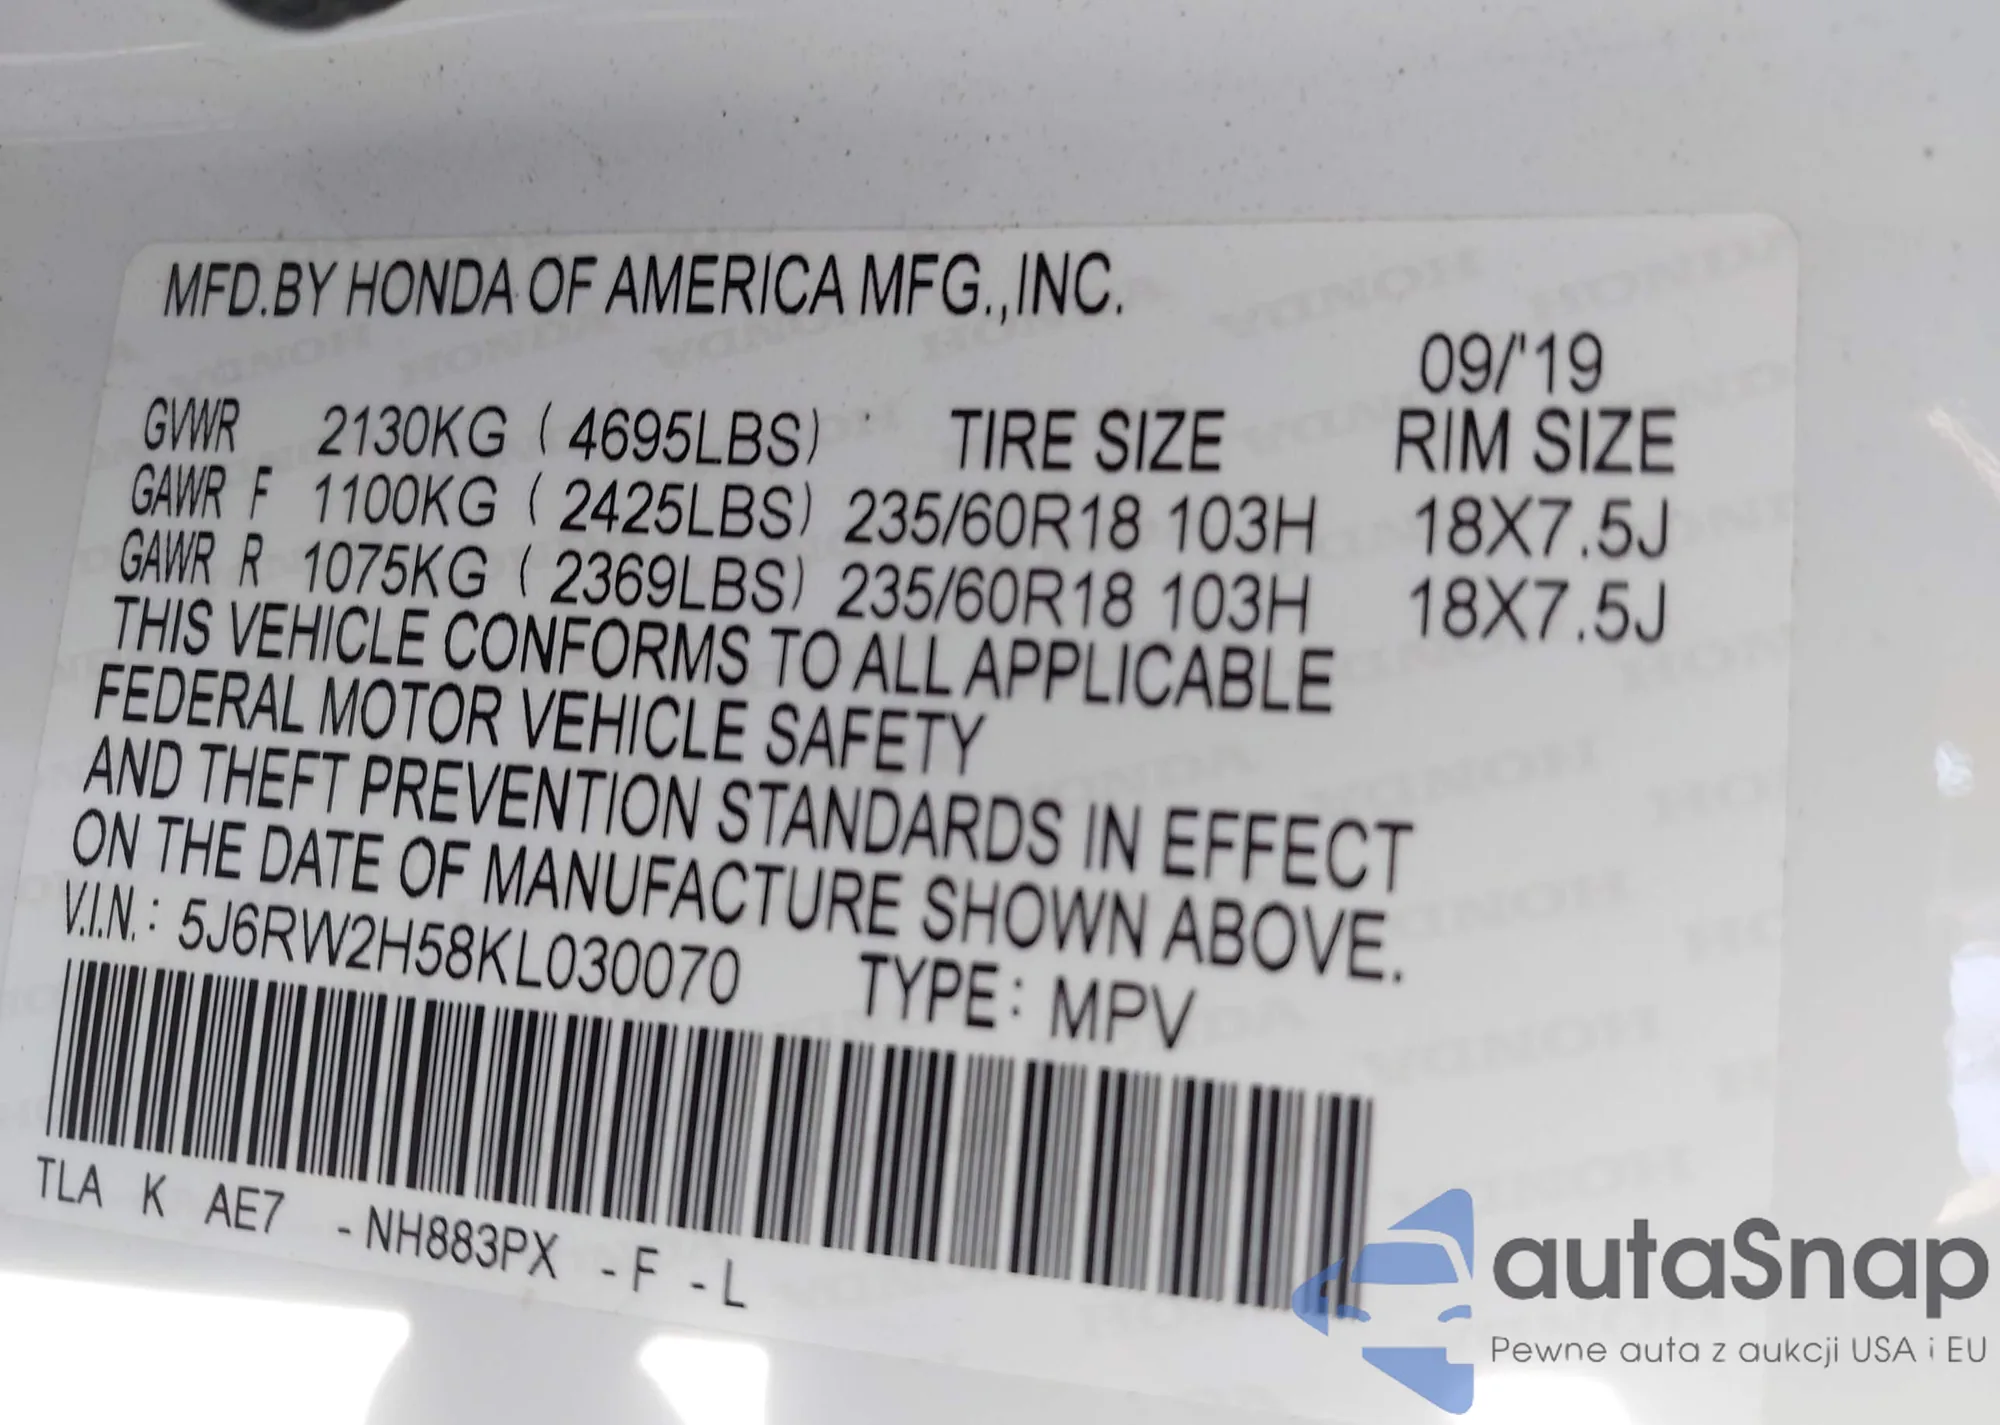 MFD.BY HONDA OF AMERICA MFG.,INC.
09/'19
GVWR 2130KG ( 4695LBS) TIRE SIZE RIM SIZE
GAWR F 1100KG ( 2425LBS) 235/60R18 103H 18X7.5J
GAWR R 1075KG ( 2369LBS) 235/60R18 103H 18X7.5J
THIS VEHICLE CONFORMS TO ALL APPLICABLE
FEDERAL MOTOR VEHICLE SAFETY
AND THEFT PREVENTION STANDARDS IN EFFECT
ON THE DATE OF MANUFACTURE SHOWN ABOVE.
V.I.N.: 5J6RW2H58KL030070 TYPE: MPV
TLA K AE7 -NH883PX -F -L
autaSnap
Pewne auta z aukcji USA i EU